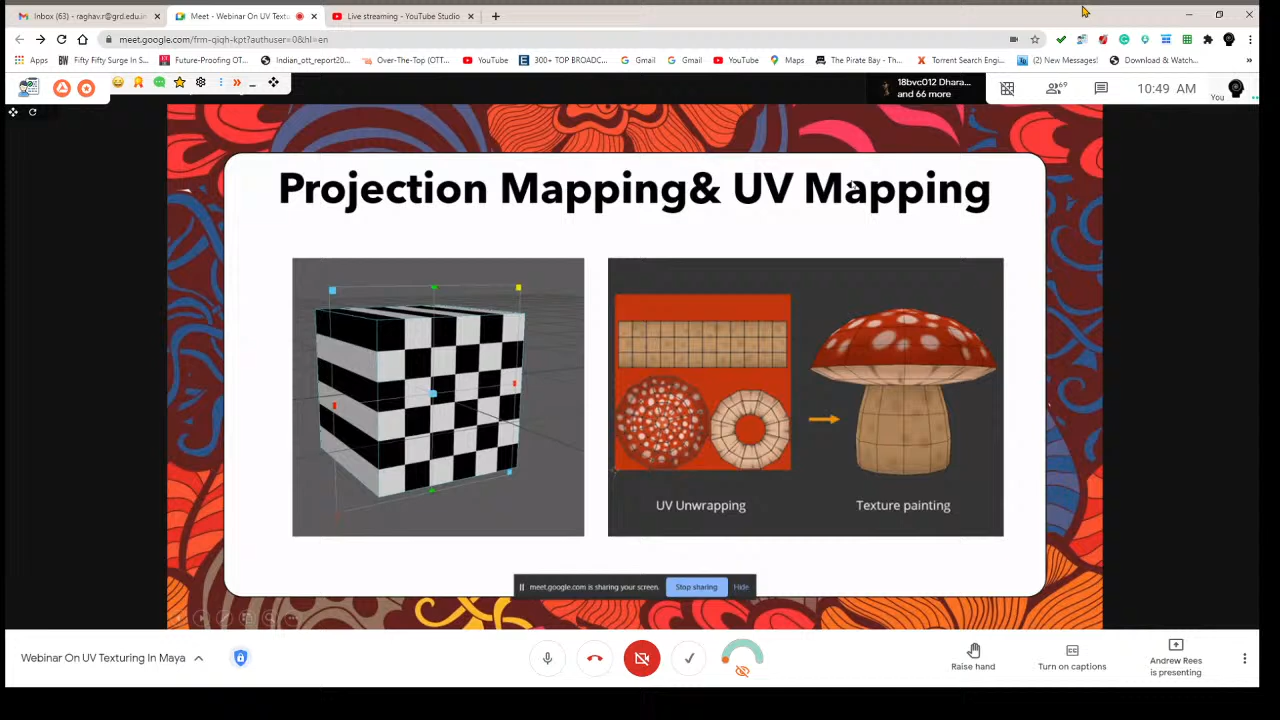 Inbox (63) - raghav.r@grd.edu.in
Meet - Webinar On UV Textu
Live streaming - YouTube Studio
meet.google.com/frm-qiqh-kpt?authuser=0&hl=en
Apps
Fifty Fifty Surge In S...
YouTube
Future-Proofing OT...
Indian_ott_report20...
Over-The-Top (OTT...
YouTube
300+ TOP BROADC...
Gmail
Gmail
YouTube
Maps
The Pirate Bay - Th...
Torrent Search Engi...
(2) New Messages!
Download & Watch...
18bvc012 Dhara...
and 66 more
69
10:49 AM
You
Projection Mapping& UV Mapping
UV Unwrapping
Texture painting
meet.google.com is sharing your screen.
Stop sharing
Hide
Webinar On UV Texturing In Maya
Raise hand
Turn on captions
Andrew Rees
is presenting